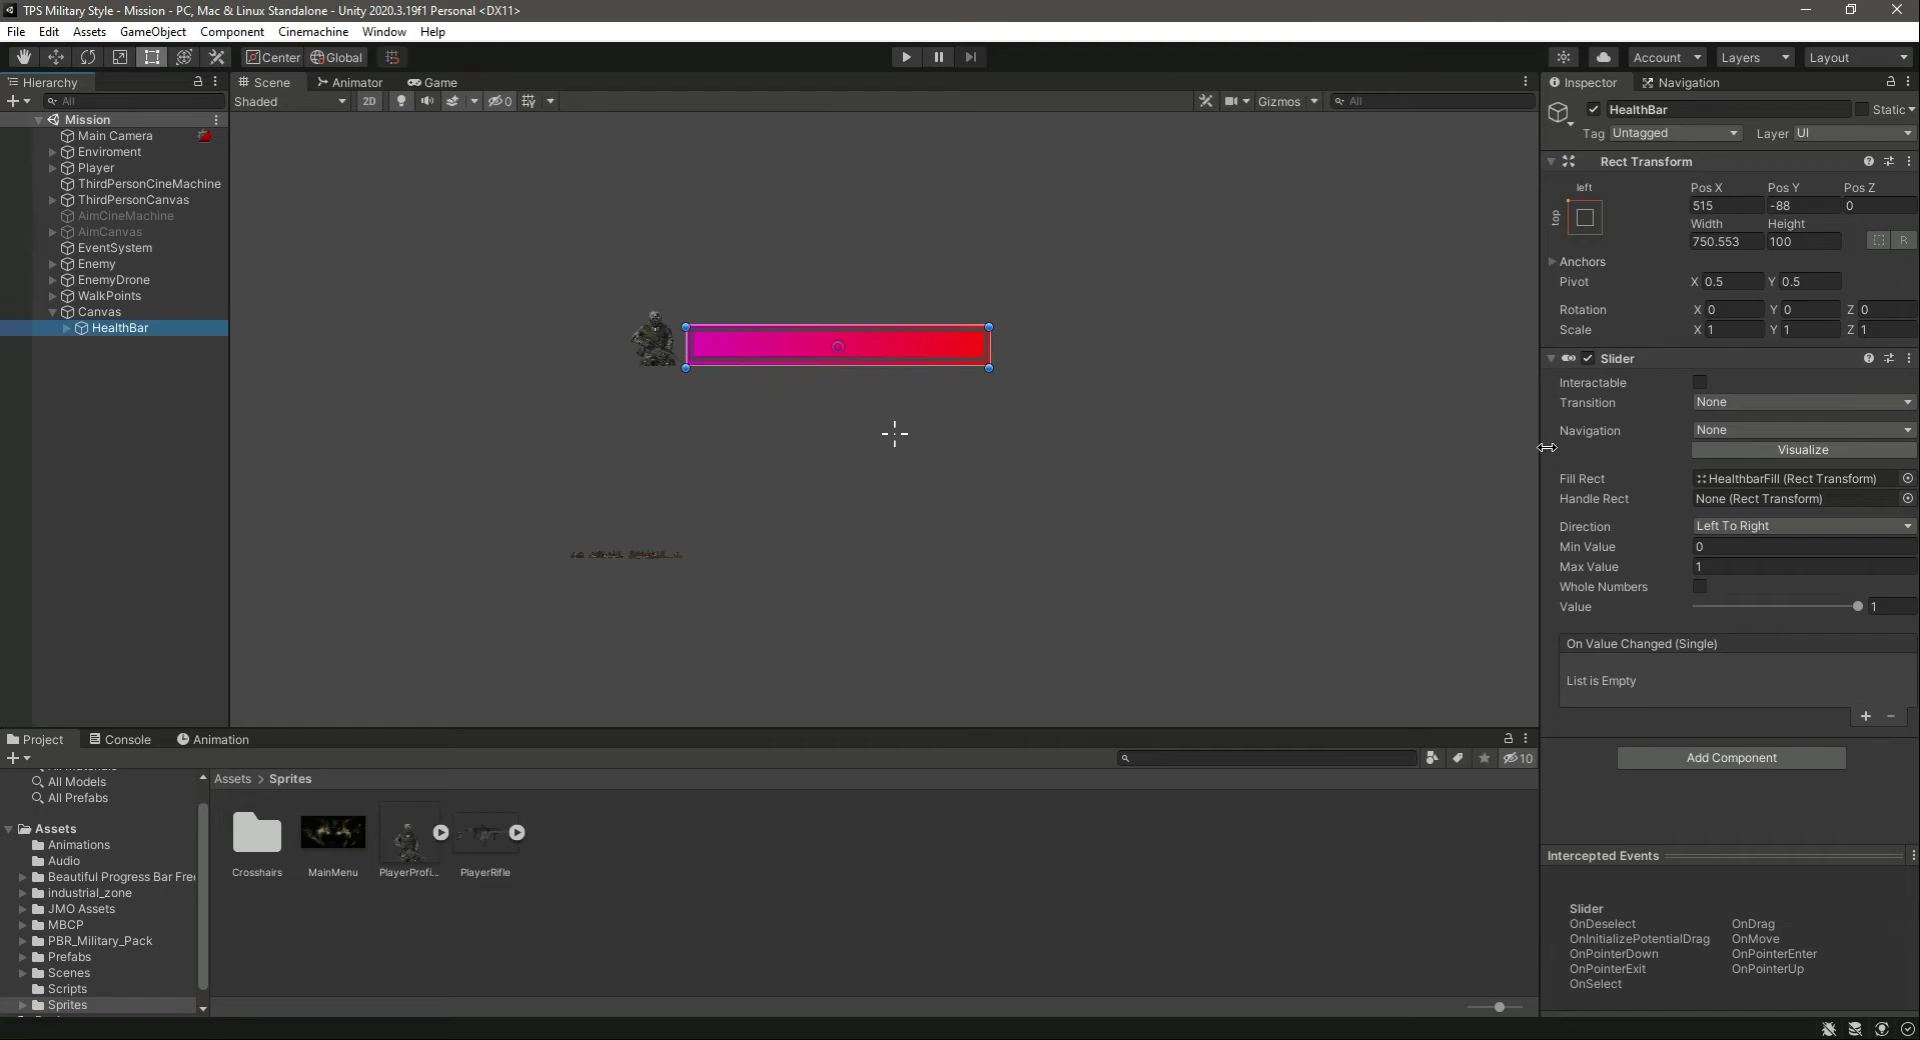 TPS Military Style - Mission - PC, Mac & Linux Standalone - Unity 2020.3.19f1 Personal <DX11>
File Edit Assets GameObject Component Cinemachine Window Help
Center Global Account Layers Layout
Hierarchy
All
Mission
Main Camera
Enviroment
Player
ThirdPersonCineMachine
ThirdPersonCanvas
AimCineMachine
AimCanvas
EventSystem
Enemy
EnemyDrone
WalkPoints
Canvas
HealthBar
Scene Animator Game
Shaded 2D 0 Gizmos All
Inspector Navigation
HealthBar Static
Tag Untagged Layer UI
Rect Transform
left
top
Pos X Pos Y Pos Z
515 -88 0
Width Height
750.553 100 R
Anchors
Pivot X 0.5 Y 0.5
Rotation X 0 Y 0 Z 0
Scale X 1 Y 1 Z 1
Slider
Interactable
Transition None
Navigation None
Visualize
Fill Rect HealthbarFill (Rect Transform)
Handle Rect None (Rect Transform)
Direction Left To Right
Min Value 0
Max Value 1
Whole Numbers
Value 1
On Value Changed (Single)
List is Empty
+ -
Add Component
Intercepted Events
Slider
OnDeselect OnDrag
OnInitializePotentialDrag OnMove
OnPointerDown OnPointerEnter
OnPointerExit OnPointerUp
OnSelect
Project Console Animation
10
All Models
All Prefabs
Assets
Animations
Audio
Beautiful Progress Bar Fre
industrial_zone
JMO Assets
MBCP
PBR_Military_Pack
Prefabs
Scenes
Scripts
Sprites
Assets > Sprites
Crosshairs MainMenu PlayerProfi... PlayerRifle